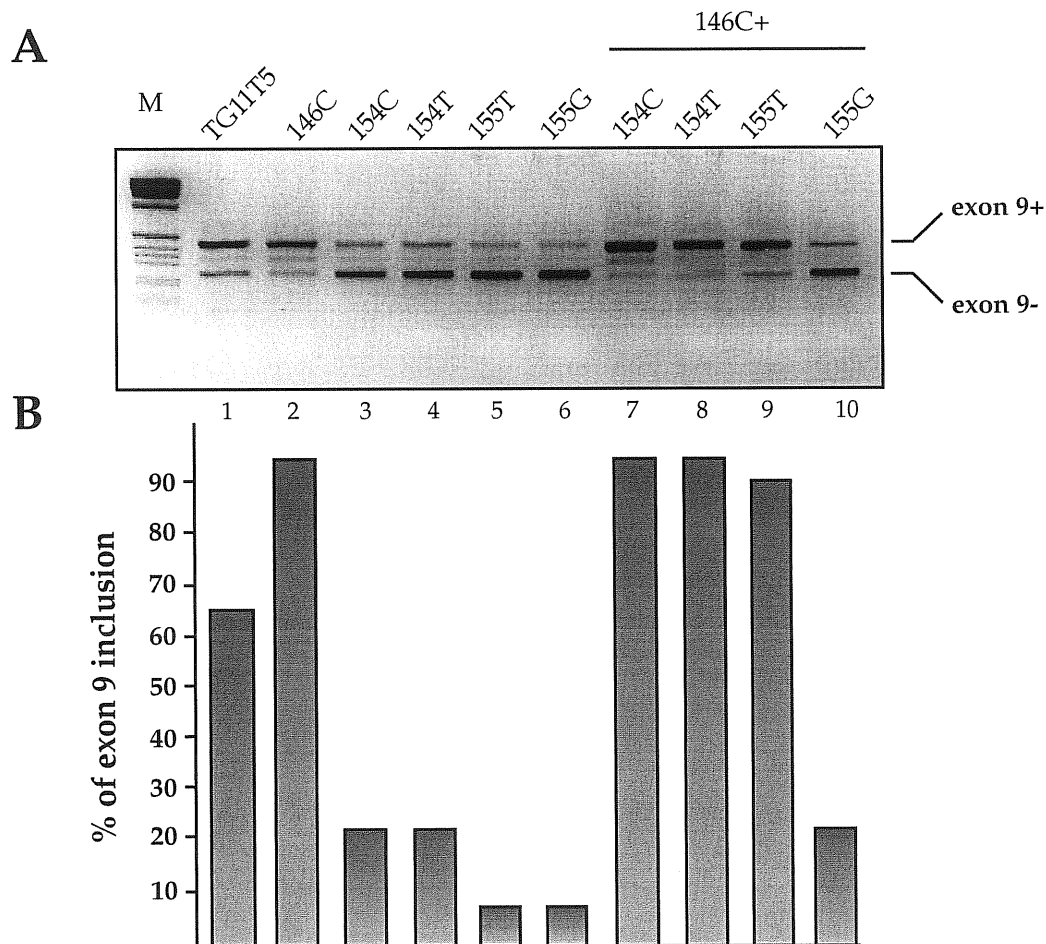 A
146C+
M
TG11T5
146C
154C
154T
155T
155G
154C
154T
155T
155G
exon 9+
exon 9-
B
1 2 3 4 5 6 7 8 9 10
% of exon 9 inclusion
90
80
70
60
50
40
30
20
10